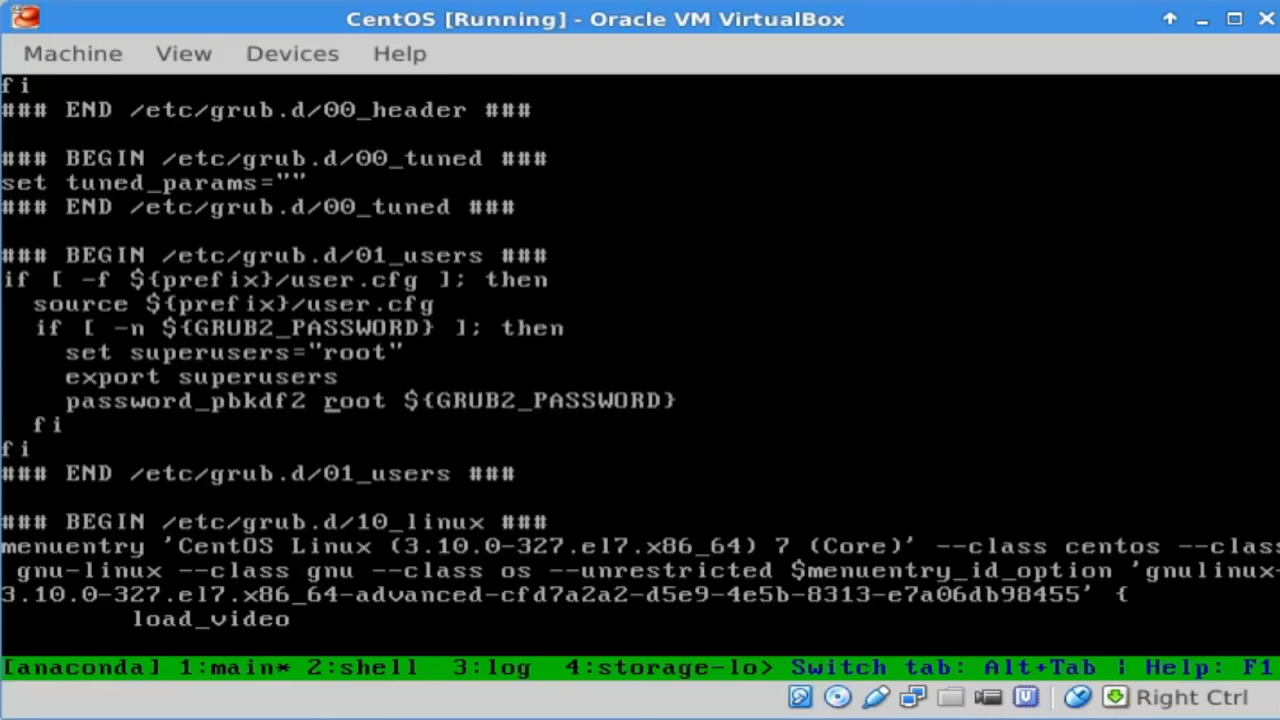 CentOS [Running] - Oracle VM VirtualBox
Machine View Devices Help
fi
### END /etc/grub.d/00_header ###
### BEGIN /etc/grub.d/00_tuned ###
set tuned_params=""
### END /etc/grub.d/00_tuned ###
### BEGIN /etc/grub.d/01_users ###
if [ -f ${prefix}/user.cfg ]; then
  source ${prefix}/user.cfg
  if [ -n ${GRUB2_PASSWORD} ]; then
    set superusers="root"
    export superusers
    password_pbkdf2 root ${GRUB2_PASSWORD}
  fi
fi
### END /etc/grub.d/01_users ###
### BEGIN /etc/grub.d/10_linux ###
menuentry 'CentOS Linux (3.10.0-327.el7.x86_64) 7 (Core)' --class centos --class
 gnu-linux --class gnu --class os --unrestricted $menuentry_id_option 'gnulinux-
3.10.0-327.el7.x86_64-advanced-cfd7a2a2-d5e9-4e5b-8313-e7a06db98455' {
        load_video
[anaconda] 1:main* 2:shell  3:log  4:storage-lo> Switch tab: Alt+Tab | Help: F1
Right Ctrl